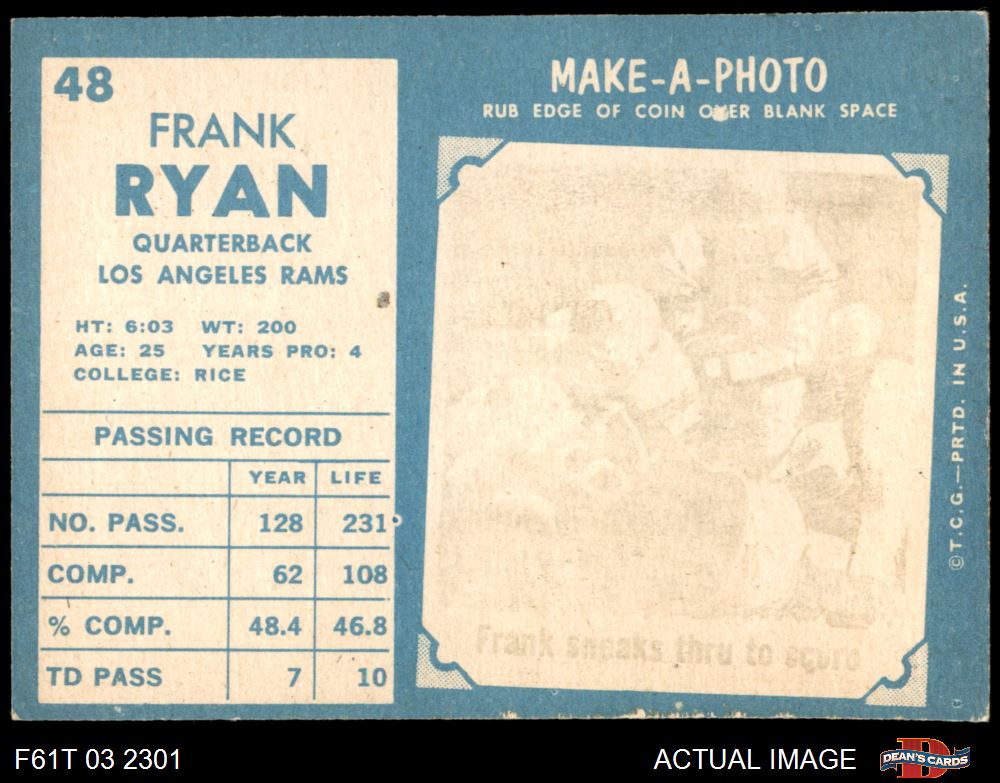 48
FRANK
RYAN
QUARTERBACK
LOS ANGELES RAMS
HT: 6:03 WT: 200
AGE: 25 YEARS PRO: 4
COLLEGE: RICE
PASSING RECORD
YEAR LIFE
NO. PASS. 128 231
COMP. 62 108
% COMP. 48.4 46.8
TD PASS 7 10
MAKE-A-PHOTO
RUB EDGE OF COIN OVER BLANK SPACE
Frank sneaks thru to score
©T.C.G.—PRTD. IN U.S.A.
F61T 03 2301
ACTUAL IMAGE
D
DEAN'S CARDS